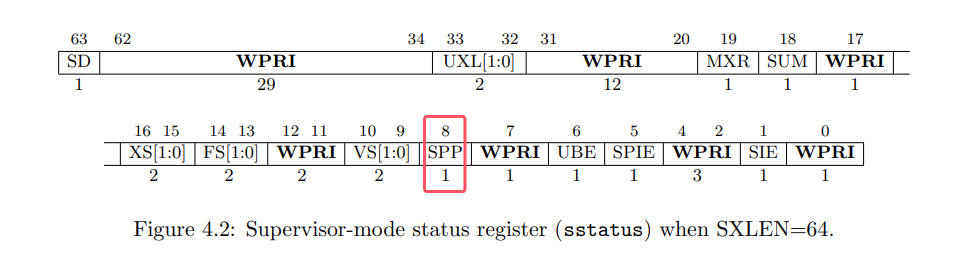 63 62 34 33 32 31 20 19 18 17
SD WPRI UXL[1:0] WPRI MXR SUM WPRI
1 29 2 12 1 1 1
16 15 14 13 12 11 10 9 8 7 6 5 4 2 1 0
XS[1:0] FS[1:0] WPRI VS[1:0] SPP WPRI UBE SPIE WPRI SIE WPRI
2 2 2 2 1 1 1 1 3 1 1
Figure 4.2: Supervisor-mode status register (sstatus) when SXLEN=64.